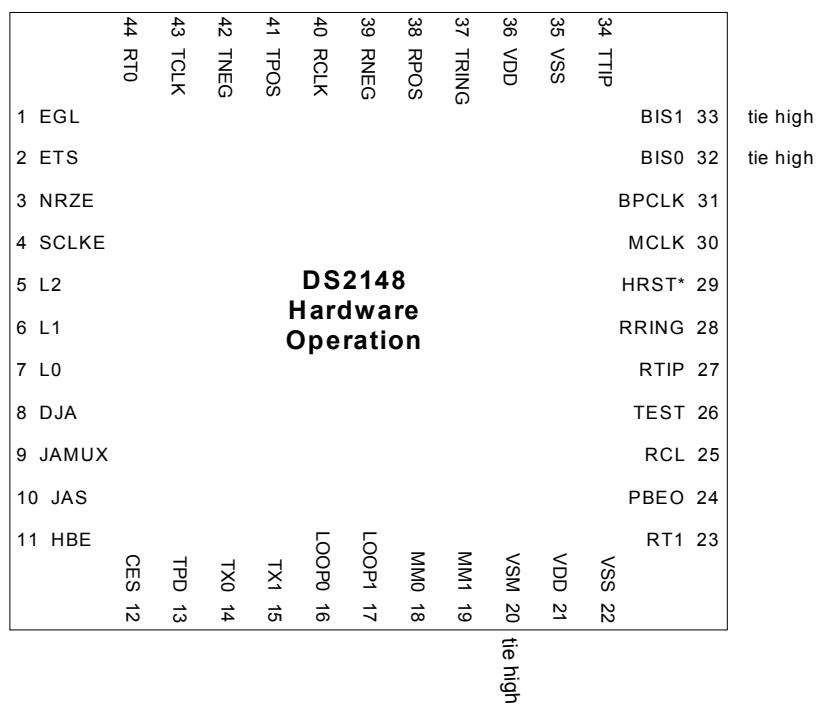 44 RT0
43 TCLK
42 TNEG
41 TPOS
40 RCLK
39 RNEG
38 RPOS
37 TRING
36 VDD
35 VSS
34 TTIP
1 EGL
2 ETS
3 NRZE
4 SCLKE
5 L2
6 L1
7 L0
8 DJA
9 JAMUX
10 JAS
11 HBE
DS2148
Hardware
Operation
BIS1 33 tie high
BIS0 32 tie high
BPCLK 31
MCLK 30
HRST* 29
RRING 28
RTIP 27
TEST 26
RCL 25
PBEO 24
RT1 23
CES 12
TPD 13
TX0 14
TX1 15
LOOP0 16
LOOP1 17
MM0 18
MM1 19
VSM 20 tie high
VDD 21
VSS 22